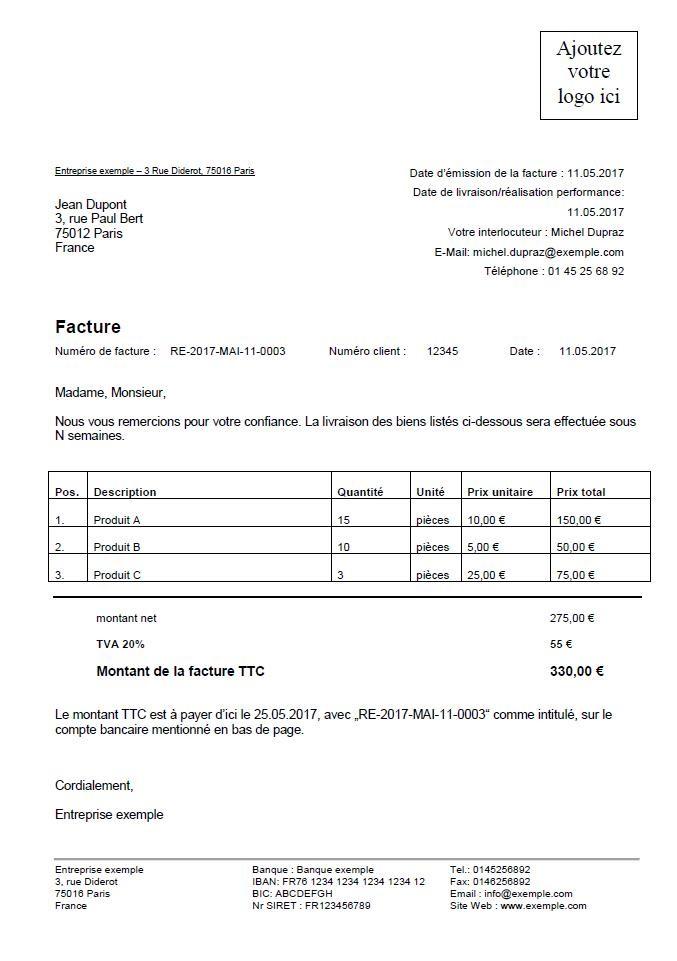 Ajoutez
votre
logo ici
Entreprise exemple – 3 Rue Diderot, 75016 Paris
Jean Dupont
3, rue Paul Bert
75012 Paris
France
Date d'émission de la facture : 11.05.2017
Date de livraison/réalisation performance:
11.05.2017
Votre interlocuteur : Michel Dupraz
E-Mail: michel.dupraz@exemple.com
Téléphone : 01 45 25 68 92
Facture
Numéro de facture : RE-2017-MAI-11-0003 Numéro client : 12345 Date : 11.05.2017
Madame, Monsieur,
Nous vous remercions pour votre confiance. La livraison des biens listés ci-dessous sera effectuée sous
N semaines.
Pos. Description Quantité Unité Prix unitaire Prix total
1. Produit A 15 pièces 10,00 € 150,00 €
2. Produit B 10 pièces 5,00 € 50,00 €
3. Produit C 3 pièces 25,00 € 75,00 €
montant net 275,00 €
TVA 20% 55 €
Montant de la facture TTC 330,00 €
Le montant TTC est à payer d'ici le 25.05.2017, avec „RE-2017-MAI-11-0003“ comme intitulé, sur le
compte bancaire mentionné en bas de page.
Cordialement,
Entreprise exemple
Entreprise exemple Banque : Banque exemple Tel.: 0145256892
3, rue Diderot IBAN: FR76 1234 1234 1234 1234 12 Fax: 0146256892
75016 Paris BIC: ABCDEFGH Email : info@exemple.com
France Nr SIRET : FR123456789 Site Web : www.exemple.com